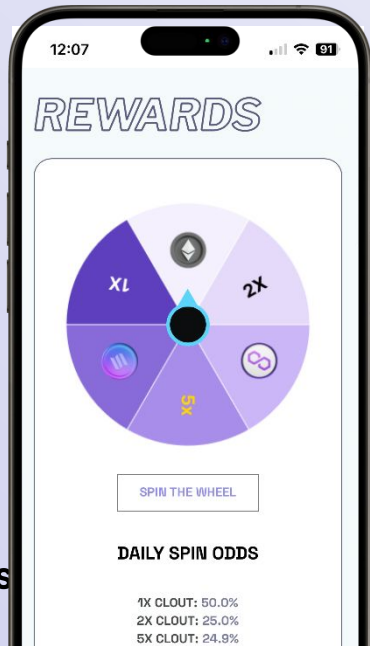 12:07
91
REWARDS
1X
2X
5x
SPIN THE WHEEL
DAILY SPIN ODDS
S
1X CLOUT: 50.0%
2X CLOUT: 25.0%
5X CLOUT: 24.9%